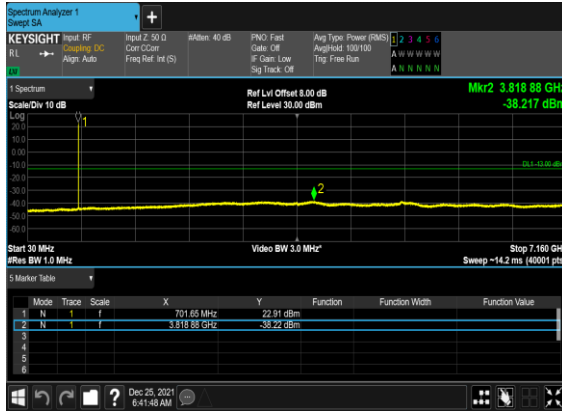 Spectrum Analyzer 1
Swept SA
+
KEYSIGHT Input: RF Input Z: 50 Ω #Atten: 40 dB PNO: Fast Avg Type: Power (RMS) 1 2 3 4 5 6
RL Coupling: DC Corr CCorr Gate: Off Avg|Hold: 100/100 A W W W W W
Align: Auto Freq Ref: Int (S) IF Gain: Low Trig: Free Run
LXI Sig Track: Off A N N N N N
1 Spectrum Ref Lvl Offset 8.00 dB Mkr2 3.818 88 GHz
Scale/Div 10 dB Ref Level 30.00 dBm -38.217 dBm
Log
20.0
10.0
0.00
-10.0
-20.0
-30.0
-40.0
-50.0
-60.0
1
DL1 -13.00 dBm
2
Start 30 MHz Video BW 3.0 MHz* Stop 7.160 GHz
#Res BW 1.0 MHz Sweep ~14.2 ms (40001 pts)
5 Marker Table
Mode Trace Scale X Y Function Function Width Function Value
1 N 1 f 701.65 MHz 22.91 dBm
2 N 1 f 3.818 88 GHz -38.22 dBm
3
4
5
6
? Dec 25, 2021
6:41:48 AM